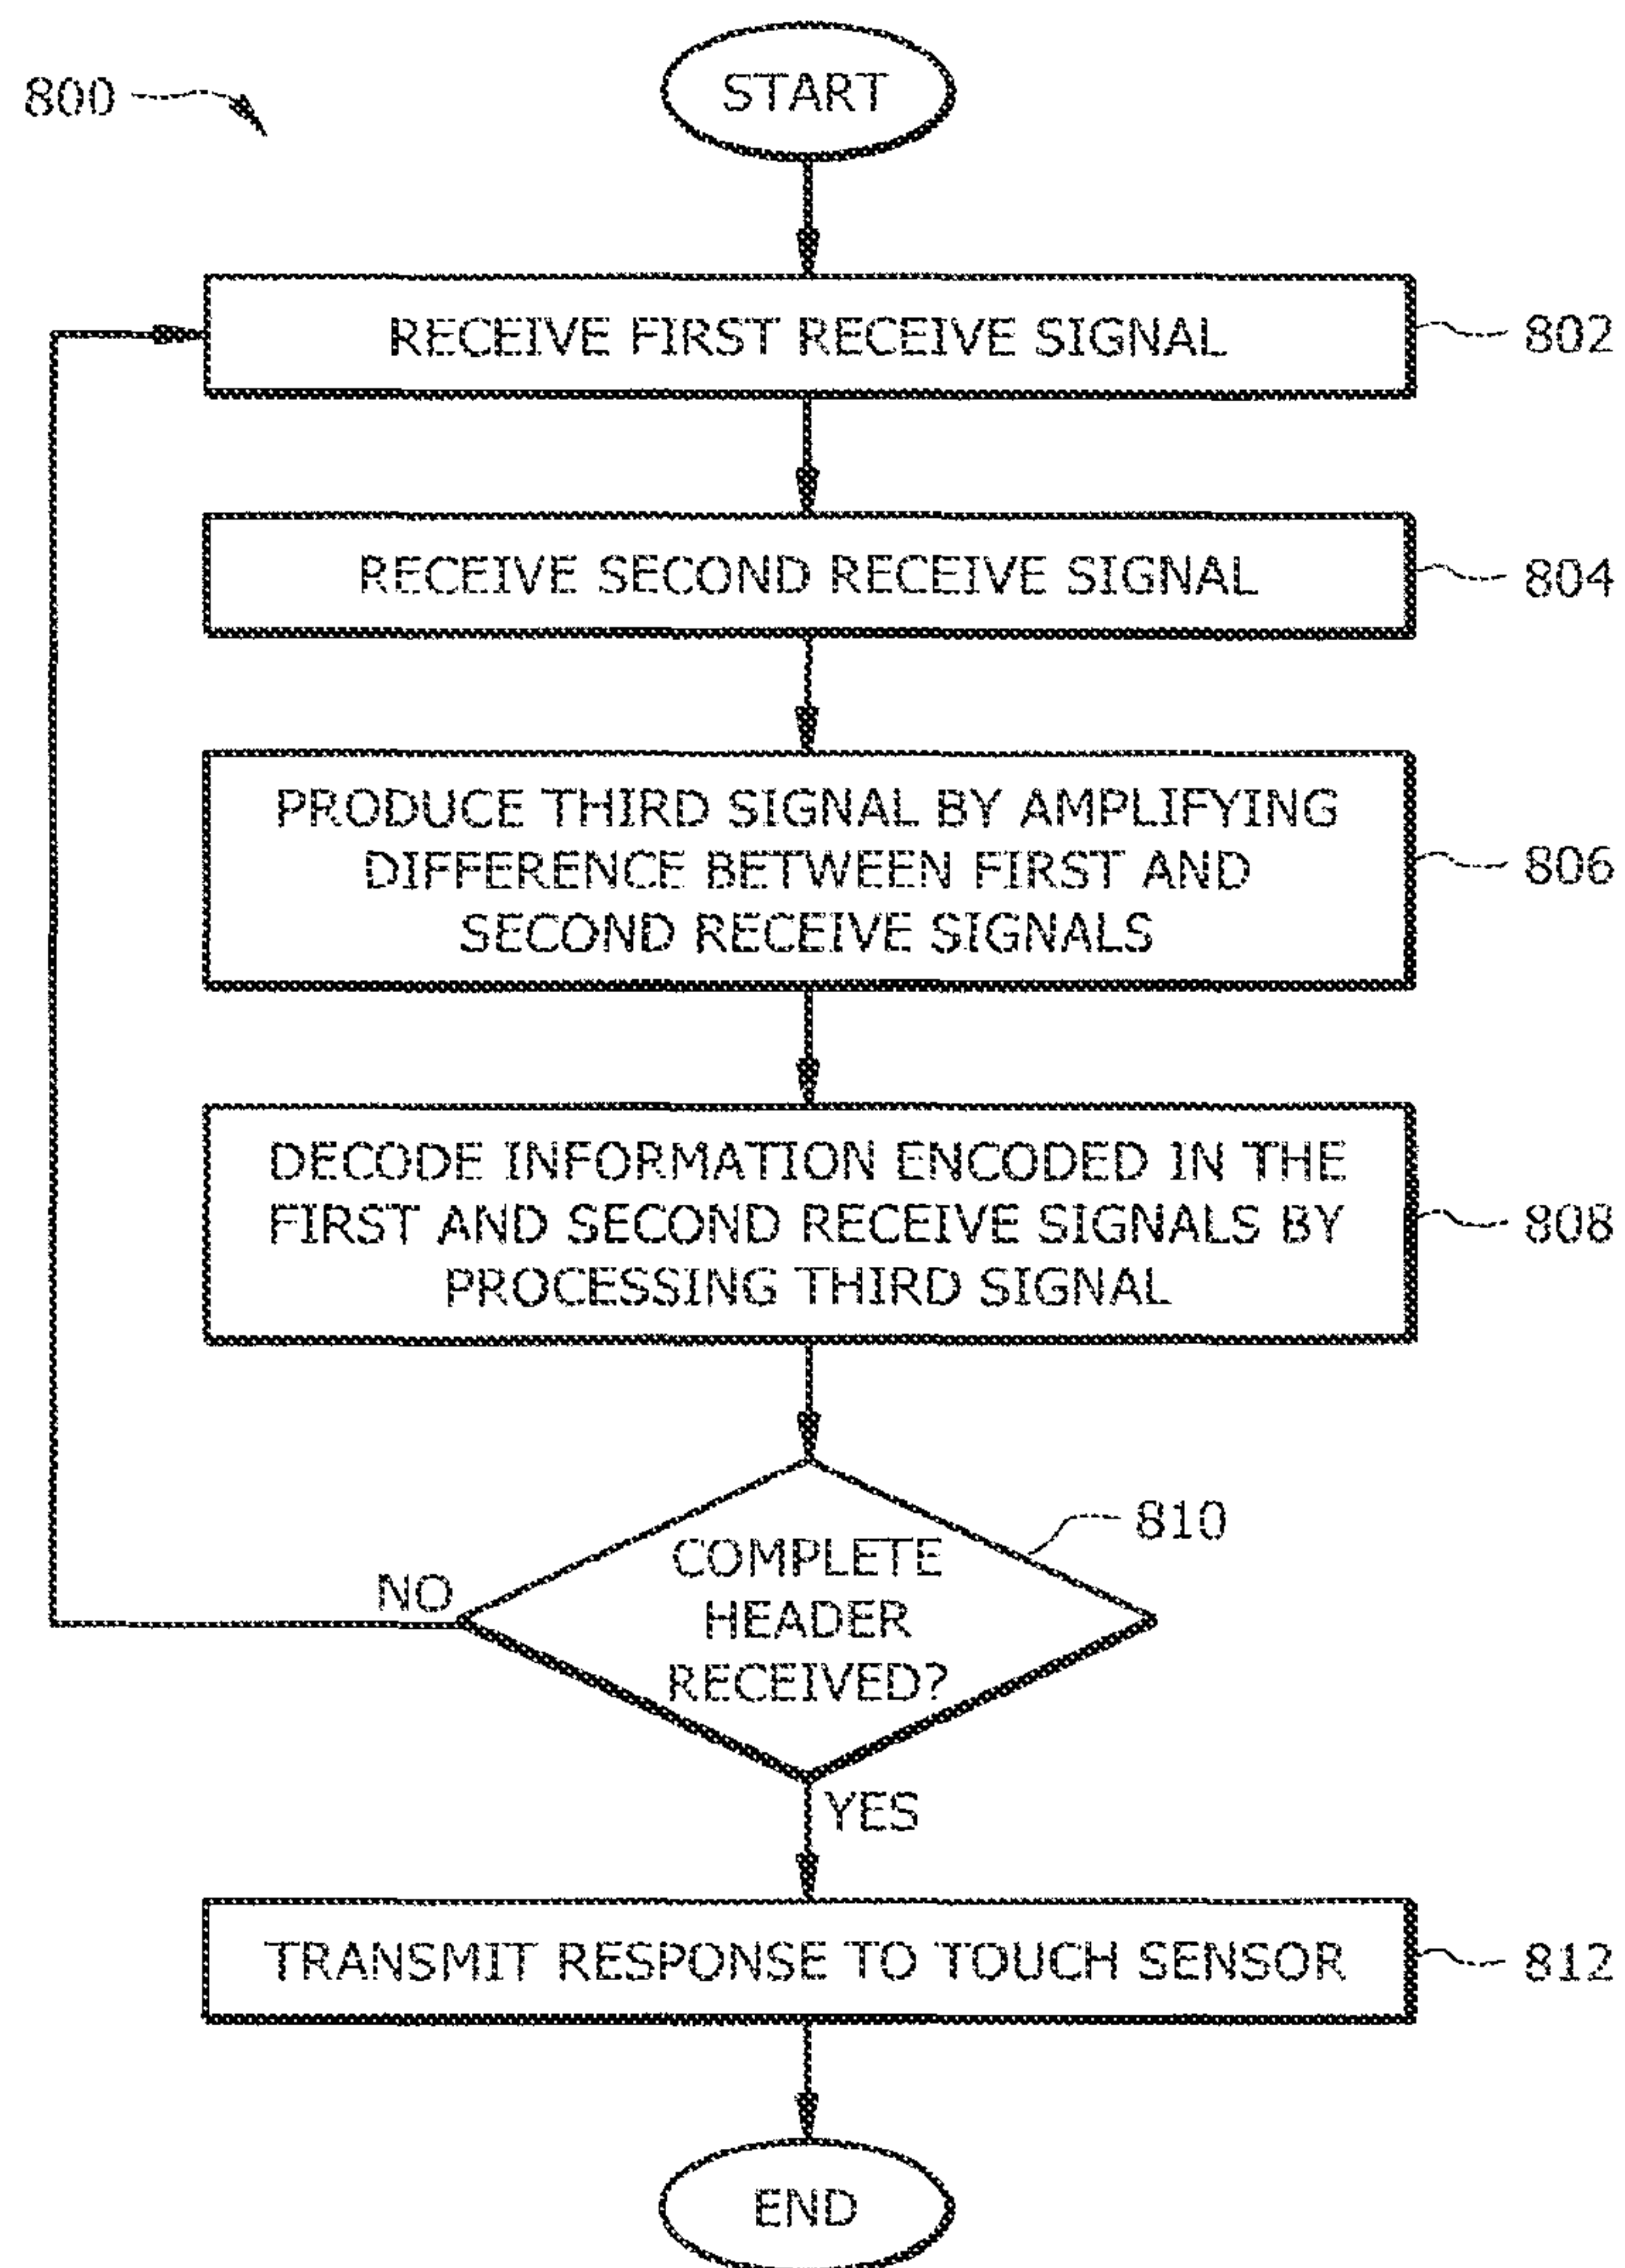 800
START
RECEIVE FIRST RECEIVE SIGNAL
802
RECEIVE SECOND RECEIVE SIGNAL
804
PRODUCE THIRD SIGNAL BY AMPLIFYING
DIFFERENCE BETWEEN FIRST AND
SECOND RECEIVE SIGNALS
806
DECODE INFORMATION ENCODED IN THE
FIRST AND SECOND RECEIVE SIGNALS BY
PROCESSING THIRD SIGNAL
808
COMPLETE
HEADER
RECEIVED?
810
NO
YES
TRANSMIT RESPONSE TO TOUCH SENSOR
812
END